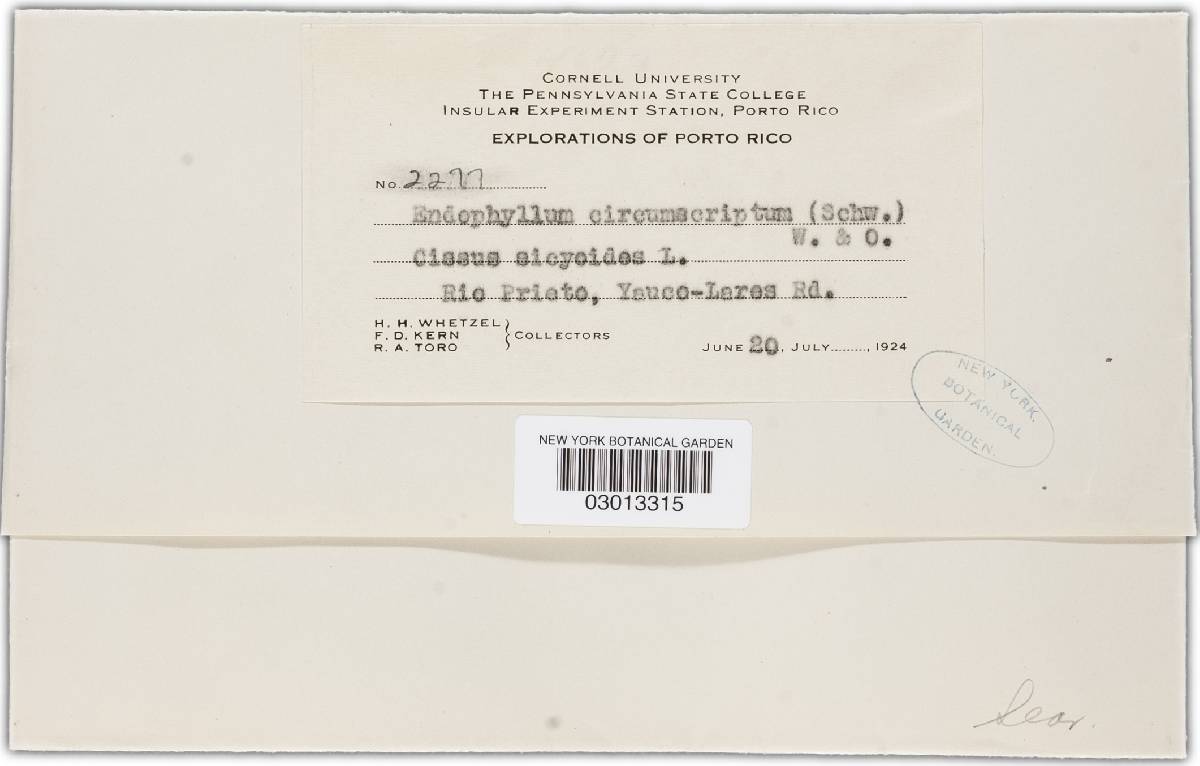 CORNELL UNIVERSITY
THE PENNSYLVANIA STATE COLLEGE
INSULAR EXPERIMENT STATION, PORTO RICO
EXPLORATIONS OF PORTO RICO
No. 2277
Endophyllum circumscriptum (Schw.)
W. & O.
Cissus sicyoides L.
Rio Prieto, Yauco-Lares Rd.
H. H. WHETZEL
F. D. KERN
R. A. TORO
COLLECTORS
JUNE 20, JULY........., 1924
NEW YORK
BOTANICAL
GARDEN.
NEW YORK BOTANICAL GARDEN
03013315